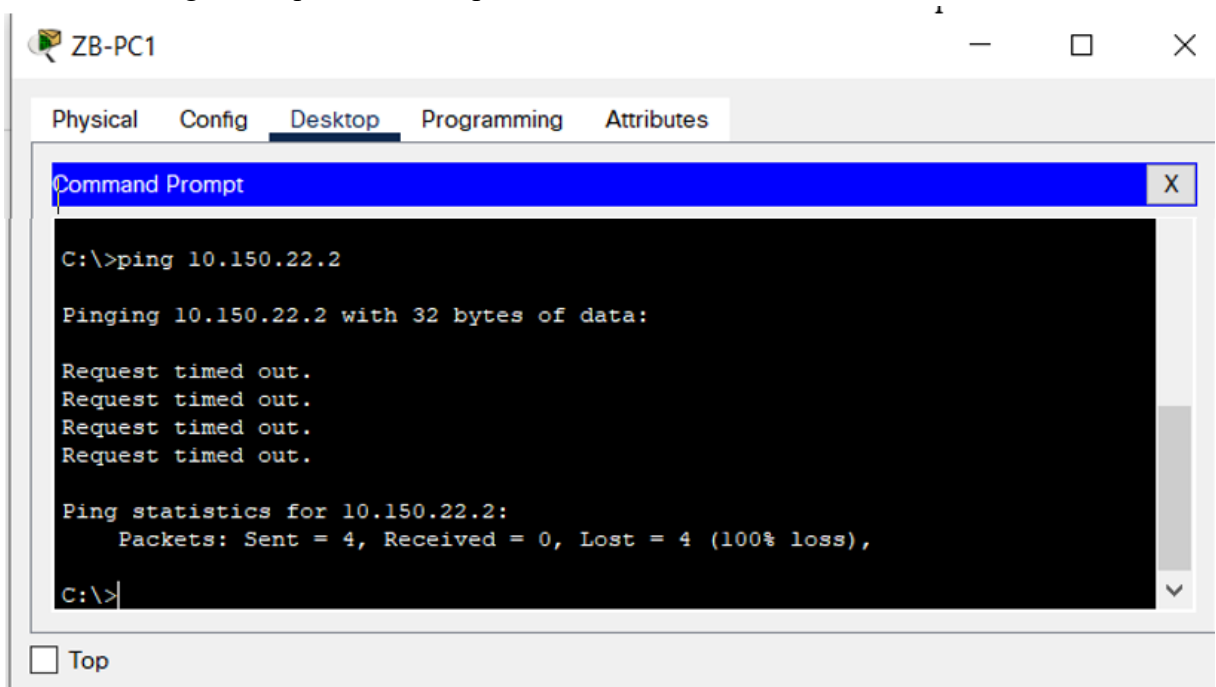 ZB-PC1
Physical Config Desktop Programming Attributes
Command Prompt X
C:\>ping 10.150.22.2
Pinging 10.150.22.2 with 32 bytes of data:
Request timed out.
Request timed out.
Request timed out.
Request timed out.
Ping statistics for 10.150.22.2:
Packets: Sent = 4, Received = 0, Lost = 4 (100% loss),
C:\>
Top